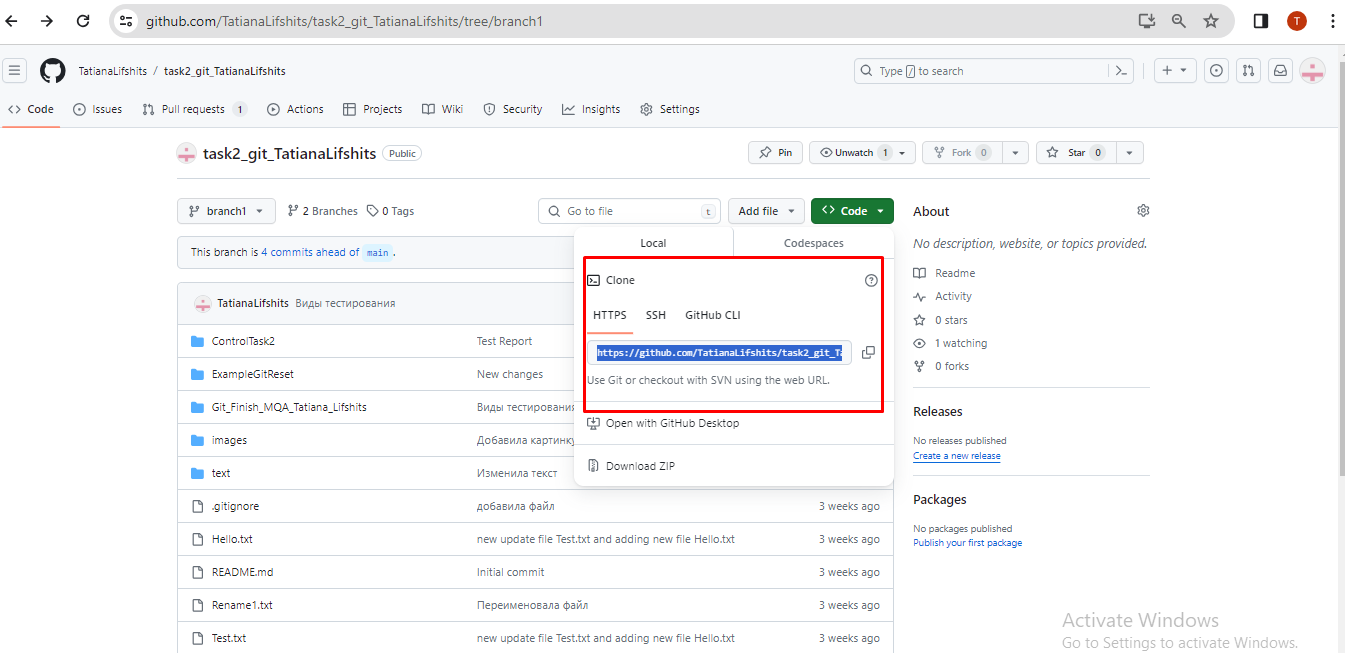 github.com/TatianaLifshits/task2_git_TatianaLifshits/tree/branch1
T
TatianaLifshits / task2_git_TatianaLifshits
Type / to search
Code Issues Pull requests 1 Actions Projects Wiki Security Insights Settings
task2_git_TatianaLifshits Public
Pin Unwatch 1 Fork 0 Star 0
branch1 2 Branches 0 Tags Go to file t Add file Code
This branch is 4 commits ahead of main .
TatianaLifshits Виды тестирования
ControlTask2 Test Report
ExampleGitReset New changes
Git_Finish_MQA_Tatiana_Lifshits Виды тестирования
images Добавила картинку
text Изменила текст
.gitignore добавила файл 3 weeks ago
Hello.txt new update file Test.txt and adding new file Hello.txt 3 weeks ago
README.md Initial commit 3 weeks ago
Rename1.txt Переименовала файл 3 weeks ago
Test.txt new update file Test.txt and adding new file Hello.txt 3 weeks ago
Local Codespaces
Clone
HTTPS SSH GitHub CLI
https://github.com/TatianaLifshits/task2_git_Ta
Use Git or checkout with SVN using the web URL.
Open with GitHub Desktop
Download ZIP
About
No description, website, or topics provided.
Readme
Activity
0 stars
1 watching
0 forks
Releases
No releases published
Create a new release
Packages
No packages published
Publish your first package
Activate Windows
Go to Settings to activate Windows.